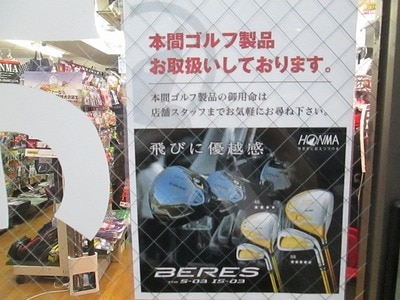 本間ゴルフ製品
お取扱いしております。
本間ゴルフ製品の御用命は
店舗スタッフまでお気軽にお尋ね下さい。
飛びに優越感
HONMA
BERES
S-03 IS-03